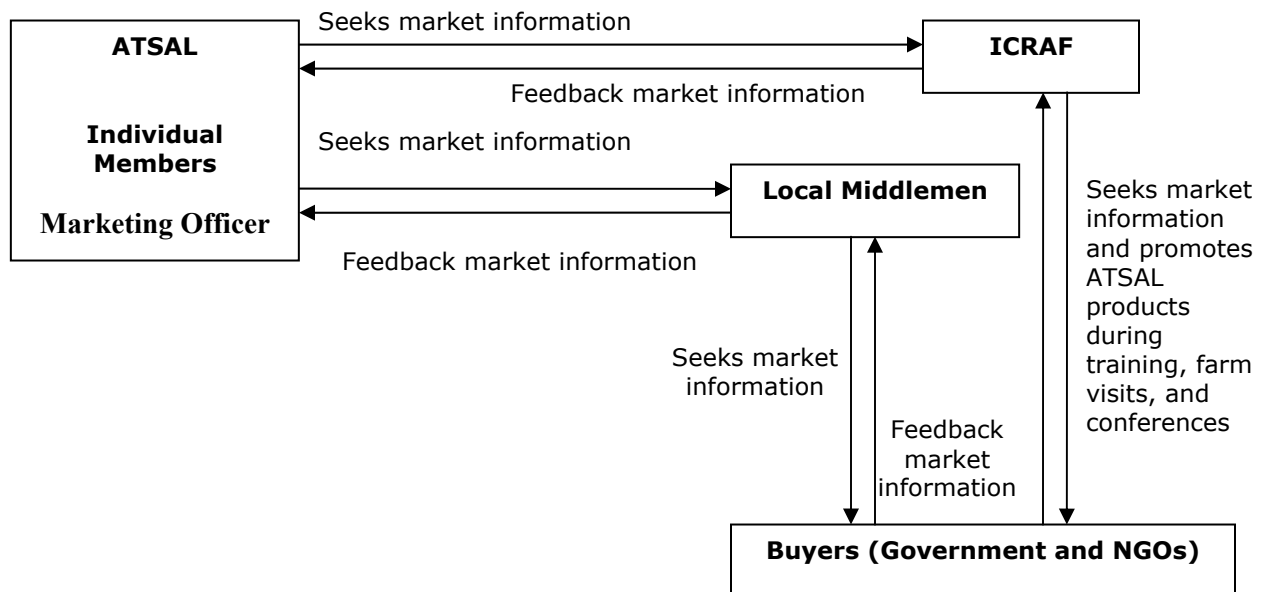 Seeks market information
ATSAL
ICRAF
Feedback market information
Individual
Members
Seeks market information
Marketing Officer
Local Middlemen
Feedback market information
Seeks market
information
and promotes
ATSAL
products
during
training, farm
visits, and
conferences
Seeks market
information
Feedback
market
information
Buyers (Government and NGOs)